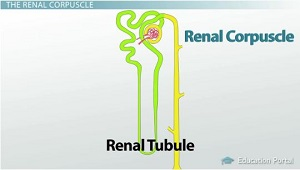 THE RENAL CORPUSCLE
Renal Corpuscle
Renal Tubule
Education Portal